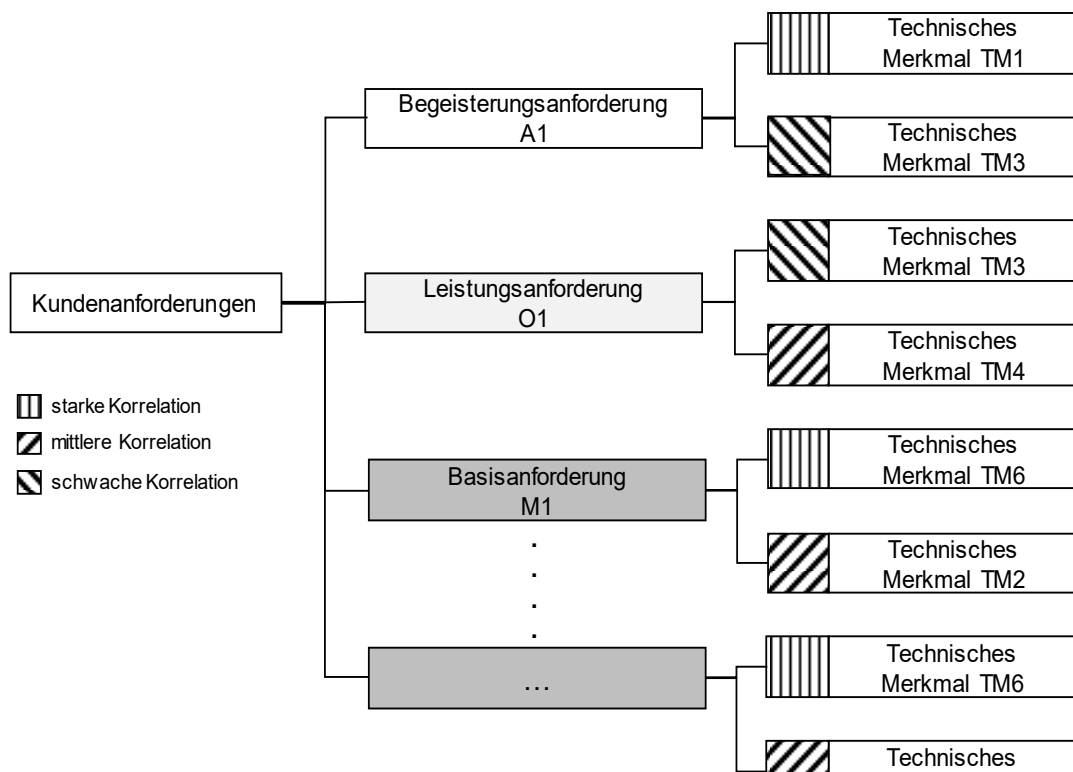 Kundenanforderungen
starke Korrelation
mittlere Korrelation
schwache Korrelation
Begeisterungsanforderung
A1
Leistungsanforderung
O1
Basisanforderung
M1
.
.
.
.
...
Technisches
Merkmal TM1
Technisches
Merkmal TM3
Technisches
Merkmal TM3
Technisches
Merkmal TM4
Technisches
Merkmal TM6
Technisches
Merkmal TM2
Technisches
Merkmal TM6
Technisches